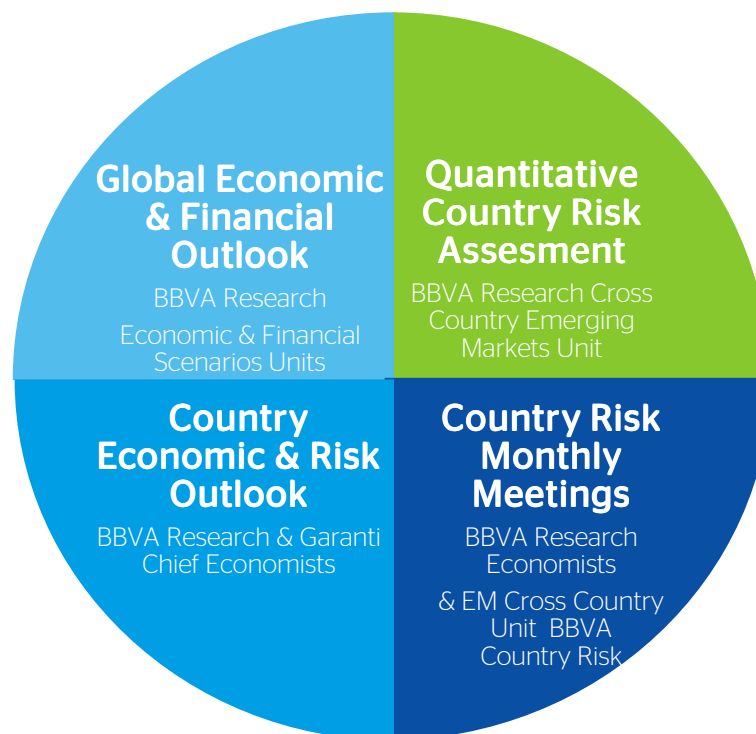 Global Economic
& Financial
Outlook
BBVA Research
Economic & Financial
Scenarios Units
Quantitative
Country Risk
Assesment
BBVA Research Cross
Country Emerging
Markets Unit
Country
Economic & Risk
Outlook
BBVA Research & Garanti
Chief Economists
Country Risk
Monthly
Meetings
BBVA Research
Economists
& EM Cross Country
Unit BBVA
Country Risk